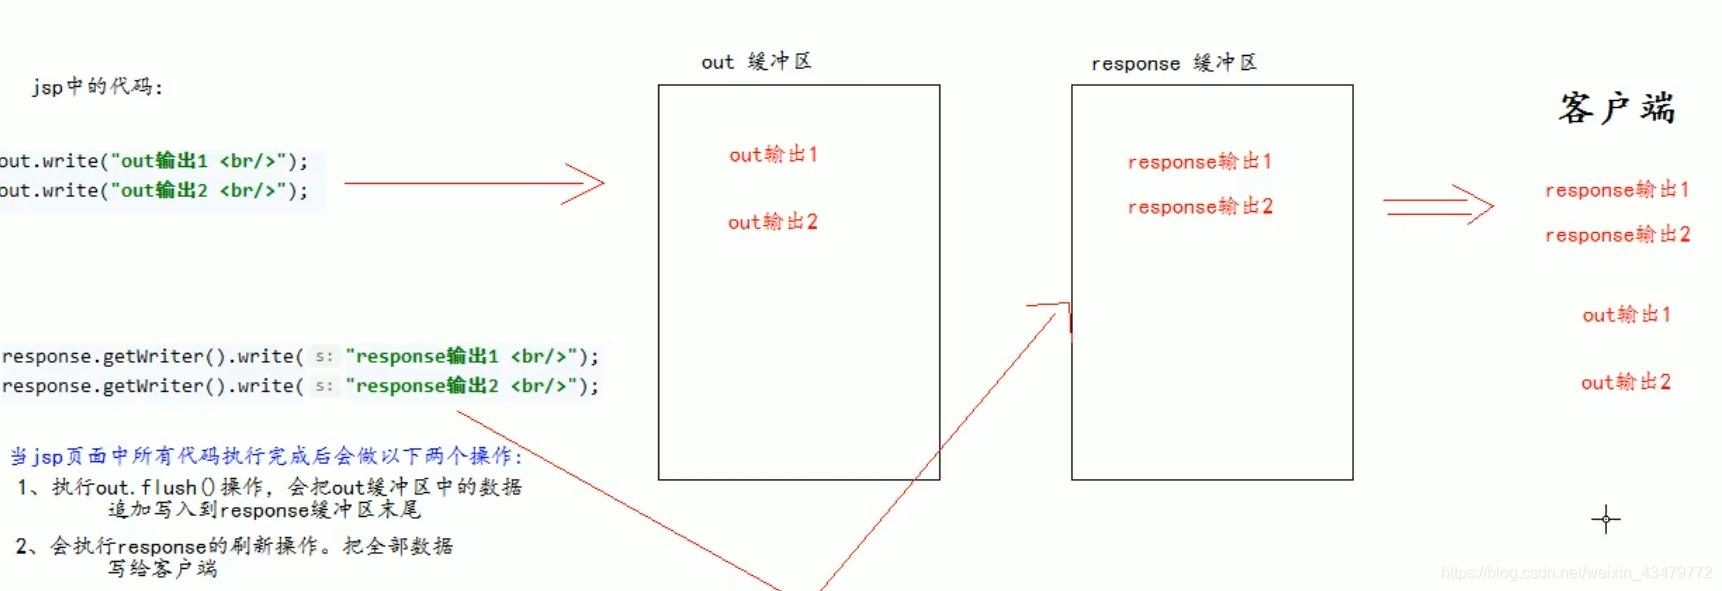 jsp中的代码:
out.write("out输出1 <br/>");
out.write("out输出2 <br/>");
response.getWriter().write( s: "response输出1 <br/>");
response.getWriter().write( s: "response输出2 <br/>");
当jsp页面中所有代码执行完成后会做以下两个操作:
1、执行out.flush()操作，会把out缓冲区中的数据
追加写入到response缓冲区末尾
2、会执行response的刷新操作。把全部数据
写给客户端
out 缓冲区
out输出1
out输出2
response 缓冲区
response输出1
response输出2
客户端
response输出1
response输出2
out输出1
out输出2
https://blog.csdn.net/weixin_43479772